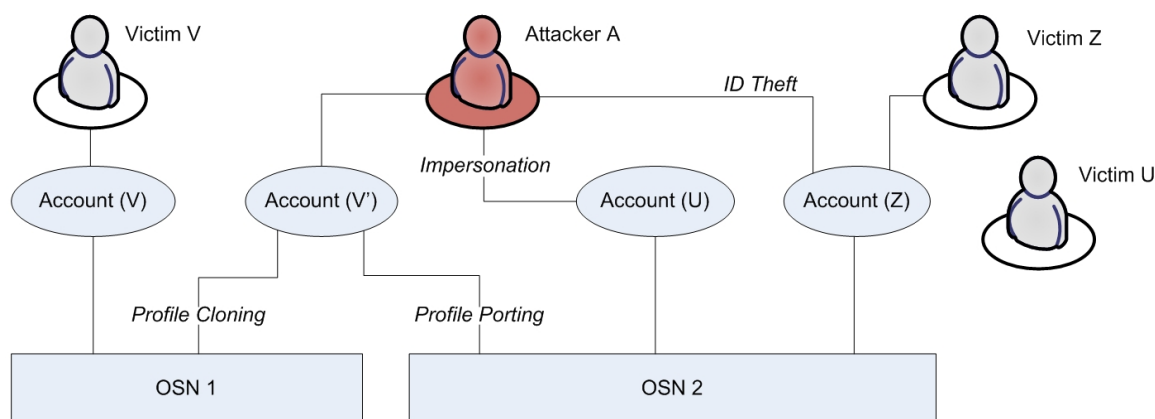 Victim V
Attacker A
Victim Z
ID Theft
Impersonation
Victim U
Account (V)
Account (V')
Account (U)
Account (Z)
Profile Cloning
Profile Porting
OSN 1
OSN 2